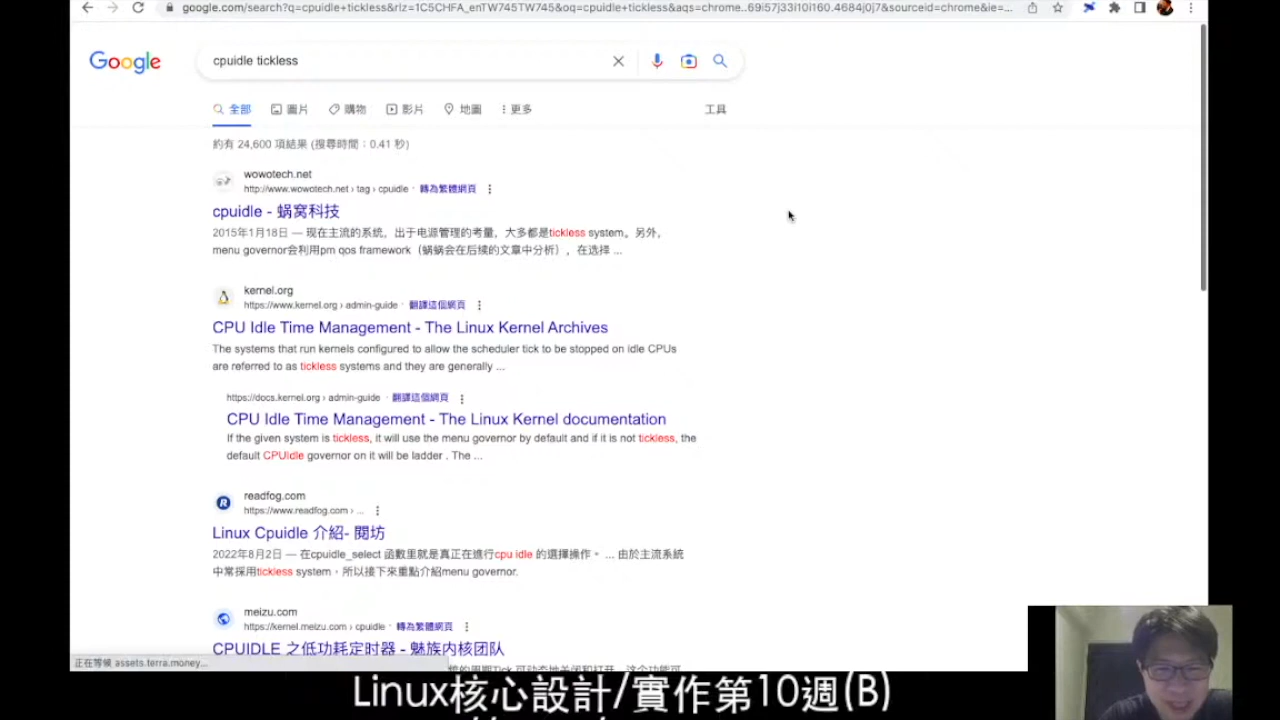 google.com/search?q=cpuidle+tickless&rlz=1C5CHFA_enTW745TW745&oq=cpuidle+tickless&aqs=chrome..69i57j33i10i160.4684j0j7&sourceid=chrome&ie=...
Google
cpuidle tickless
全部 圖片 購物 影片 地圖 更多 工具
約有 24,600 項結果 (搜尋時間：0.41 秒)
wowotech.net
http://www.wowotech.net › tag › cpuidle · 轉為繁體網頁
cpuidle - 蜗窝科技
2015年1月18日 — 现在主流的系统，出于电源管理的考量，大多都是tickless system。另外，
menu governor会利用pm qos framework（蜗蜗会在后续的文章中分析），在选择 ...
kernel.org
https://www.kernel.org › admin-guide · 翻譯這個網頁
CPU Idle Time Management - The Linux Kernel Archives
The systems that run kernels configured to allow the scheduler tick to be stopped on idle CPUs
are referred to as tickless systems and they are generally ...
https://docs.kernel.org › admin-guide · 翻譯這個網頁
CPU Idle Time Management - The Linux Kernel documentation
If the given system is tickless, it will use the menu governor by default and if it is not tickless, the
default CPUIdle governor on it will be ladder . The ...
readfog.com
https://www.readfog.com › ...
Linux Cpuidle 介紹- 閱坊
2022年8月2日 — 在cpuidle_select 函數里就是真正在進行cpu idle 的選擇操作。 ... 由於主流系統
中常採用tickless system，所以接下來重點介紹menu governor.
meizu.com
https://kernel.meizu.com › cpuidle · 轉為繁體網頁
CPUIDLE 之低功耗定时器 - 魅族内核团队
正在等候 assets.terra.money...
Linux核心設計/實作第10週(B)